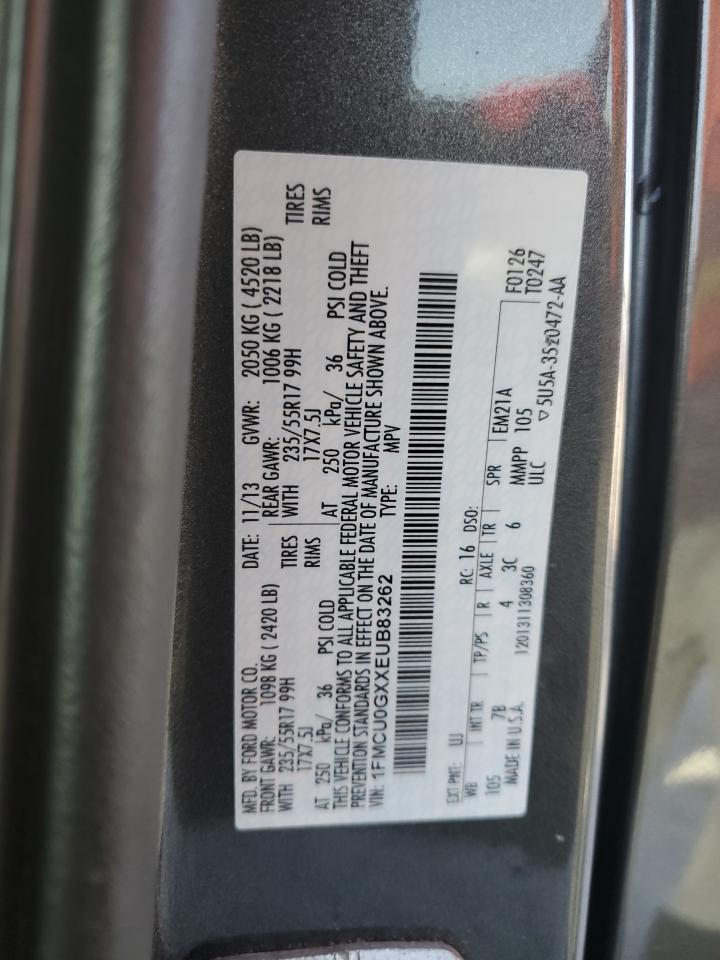 MFD. BY FORD MOTOR CO.
DATE: 11/13 GVWR: 2050 KG ( 4520 LB)
FRONT GAWR: 1098 KG ( 2420 LB) REAR GAWR: 1006 KG ( 2218 LB)
WITH 235/55R17 99H TIRES WITH 235/55R17 99H TIRES
17X7.5J RIMS 17X7.5J RIMS
AT 250 kPa/ 36 PSI COLD AT 250 kPa/ 36 PSI COLD
THIS VEHICLE CONFORMS TO ALL APPLICABLE FEDERAL MOTOR VEHICLE SAFETY AND THEFT
PREVENTION STANDARDS IN EFFECT ON THE DATE OF MANUFACTURE SHOWN ABOVE.
VIN: 1FMCU0GXXEUB83262 TYPE: MPV
EXT PNT: UJ RC: 16 DSO: F0126
WB INT TR TP/PS R AXLE TR SPR EM21A T0247
105 7B 4 3C 6 MMPP 105
MADE IN U.S.A. 1201311308360 ULC ▽ 5U5A-3520472-AA